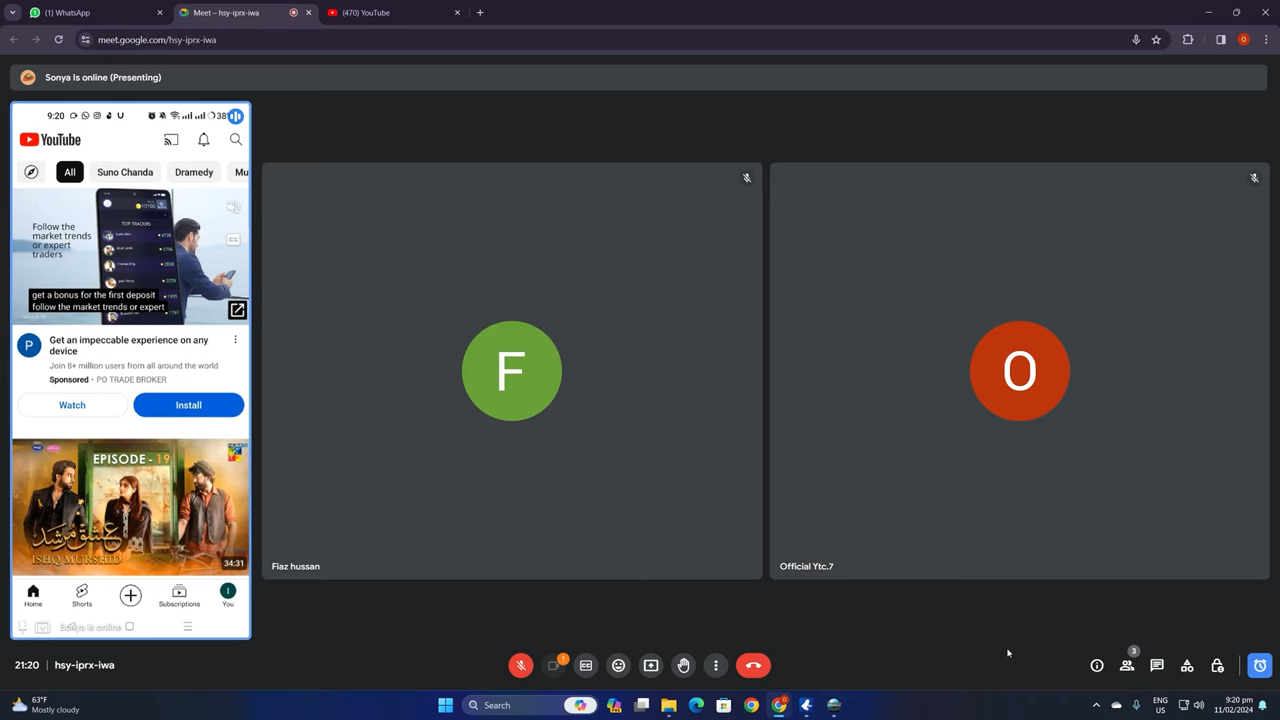 (1) WhatsApp
Meet – hsy-iprx-iwa
(470) YouTube
meet.google.com/hsy-iprx-iwa
O
Sonya Is online (Presenting)
9:20
38
YouTube
All
Suno Chanda
Dramedy
Mu
Follow the
market trends
or expert
traders
10100
TOP TRADERS
CC
get a bonus for the first deposit
follow the market trends or expert
P
Get an impeccable experience on any
device
Join 8+ million users from all around the world
Sponsored • PO TRADE BROKER
Watch
Install
EPISODE - 19
عشق مرشد
ISHQ MURSHID
34:31
Home
Shorts
Subscriptions
I
You
Sonya Is online
F
Fiaz hussan
O
Official Ytc.7
21:20
hsy-iprx-iwa
3
63°F
Mostly cloudy
Search
ENG
US
9:20 pm
11/02/2024